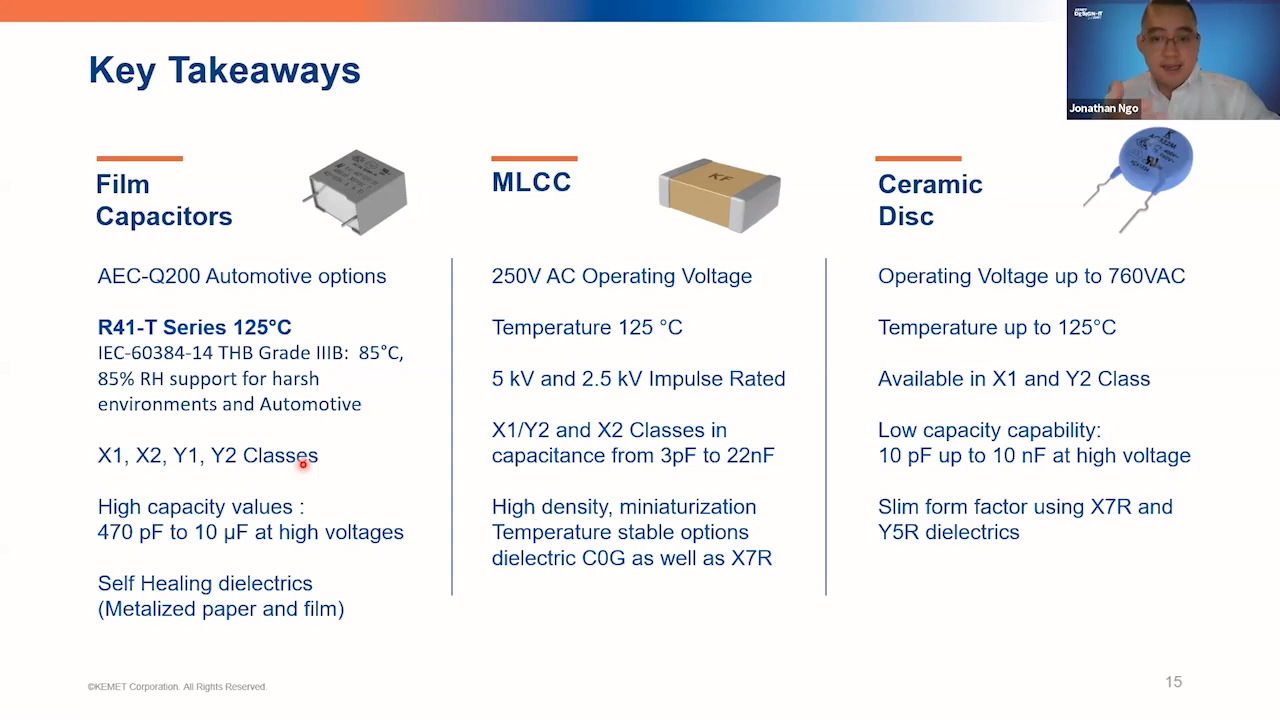 Key Takeaways
KEMET
DESIGN-IT
Jonathan Ngo
Film
Capacitors
AEC-Q200 Automotive options
R41-T Series 125°C
IEC-60384-14 THB Grade IIIB: 85°C,
85% RH support for harsh
environments and Automotive
X1, X2, Y1, Y2 Classes
High capacity values :
470 pF to 10 µF at high voltages
Self Healing dielectrics
(Metalized paper and film)
MLCC
KF
250V AC Operating Voltage
Temperature 125 °C
5 kV and 2.5 kV Impulse Rated
X1/Y2 and X2 Classes in
capacitance from 3pF to 22nF
High density, miniaturization
Temperature stable options
dielectric C0G as well as X7R
Ceramic
Disc
K
Operating Voltage up to 760VAC
Temperature up to 125°C
Available in X1 and Y2 Class
Low capacity capability:
10 pF up to 10 nF at high voltage
Slim form factor using X7R and
Y5R dielectrics
©KEMET Corporation. All Rights Reserved.
15